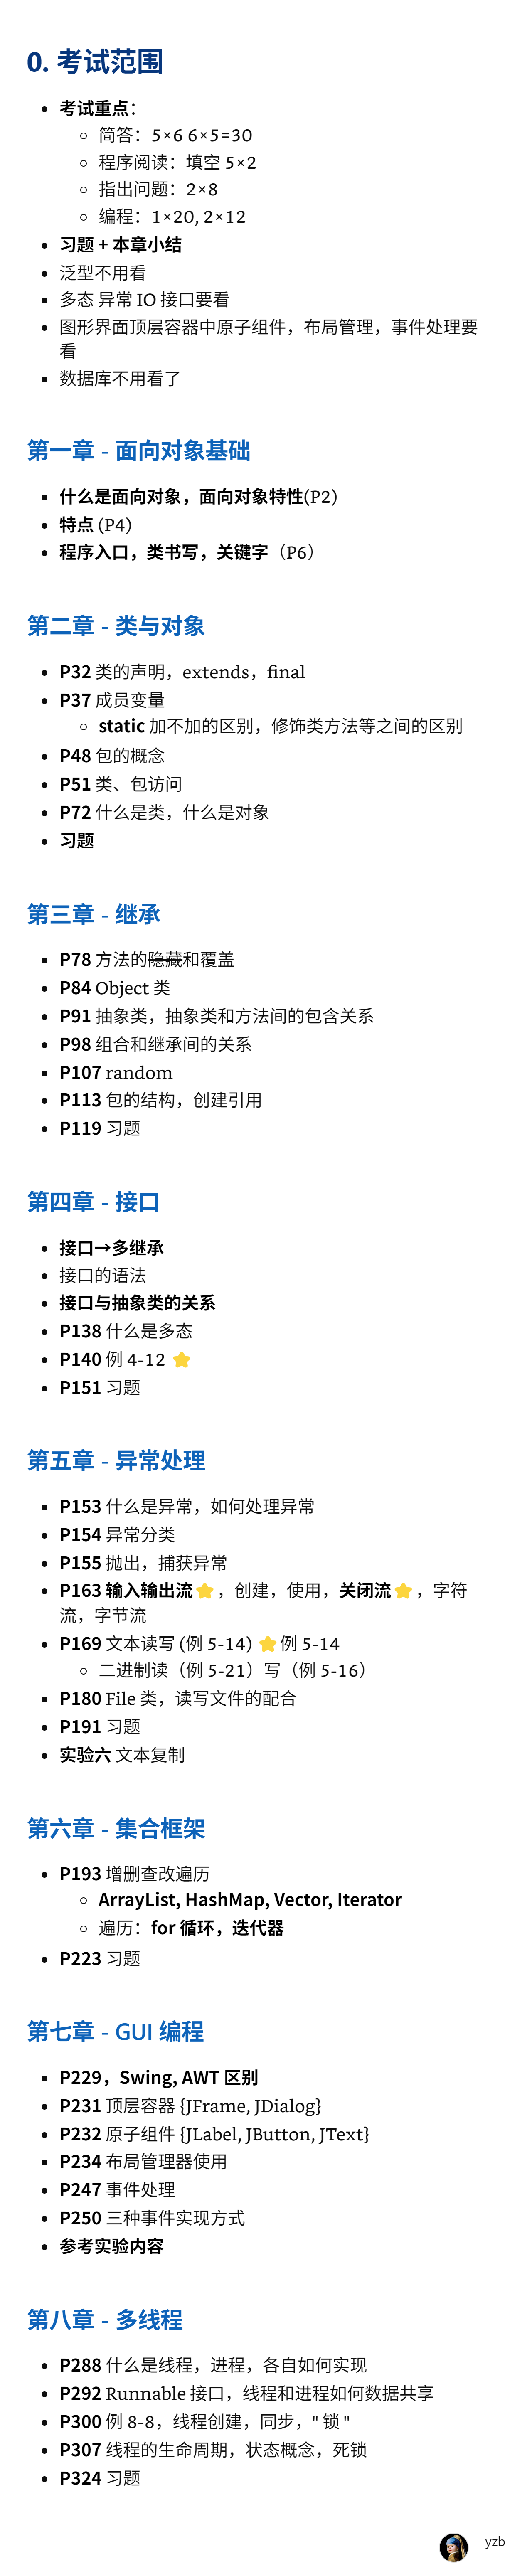 0. 考试范围
考试重点：
简答：5×6 6×5=30
程序阅读：填空 5×2
指出问题：2×8
编程：1×20, 2×12
习题 + 本章小结
泛型不用看
多态 异常 IO 接口要看
图形界面顶层容器中原子组件，布局管理，事件处理要
看
数据库不用看了
第一章 - 面向对象基础
什么是面向对象，面向对象特性(P2)
特点 (P4)
程序入口，类书写，关键字（P6）
第二章 - 类与对象
P32 类的声明，extends，final
P37 成员变量
static 加不加的区别，修饰类方法等之间的区别
P48 包的概念
P51 类、包访问
P72 什么是类，什么是对象
习题
第三章 - 继承
P78 方法的隐藏和覆盖
P84 Object 类
P91 抽象类，抽象类和方法间的包含关系
P98 组合和继承间的关系
P107 random
P113 包的结构，创建引用
P119 习题
第四章 - 接口
接口→多继承
接口的语法
接口与抽象类的关系
P138 什么是多态
P140 例 4-12 ⭐
P151 习题
第五章 - 异常处理
P153 什么是异常，如何处理异常
P154 异常分类
P155 抛出，捕获异常
P163 输入输出流⭐，创建，使用，关闭流⭐，字符
流，字节流
P169 文本读写 (例 5-14) ⭐例 5-14
二进制读（例 5-21）写（例 5-16）
P180 File 类，读写文件的配合
P191 习题
实验六 文本复制
第六章 - 集合框架
P193 增删查改遍历
ArrayList, HashMap, Vector, Iterator
遍历：for 循环，迭代器
P223 习题
第七章 - GUI 编程
P229，Swing, AWT 区别
P231 顶层容器 {JFrame, JDialog}
P232 原子组件 {JLabel, JButton, JText}
P234 布局管理器使用
P247 事件处理
P250 三种事件实现方式
参考实验内容
第八章 - 多线程
P288 什么是线程，进程，各自如何实现
P292 Runnable 接口，线程和进程如何数据共享
P300 例 8-8，线程创建，同步，" 锁 "
P307 线程的生命周期，状态概念，死锁
P324 习题
yzb